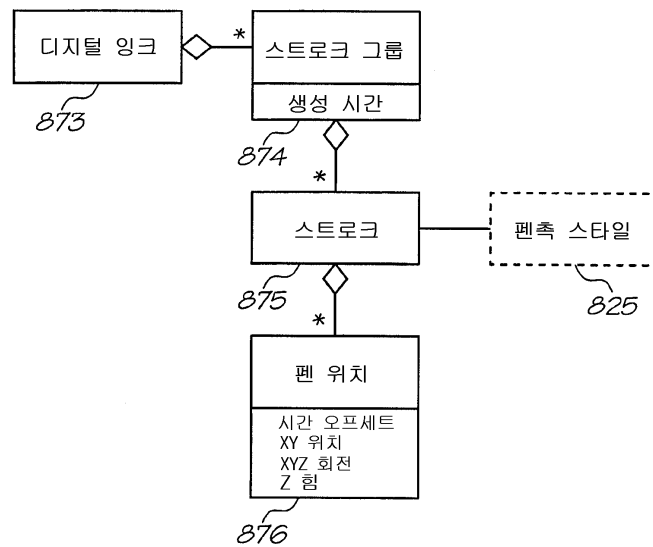 디지털 잉크
*
스트로크 그룹
생성 시간
873
874
*
스트로크
펜촉 스타일
875
825
*
펜 위치
시간 오프세트
XY 위치
XYZ 회전
Z 힘
876